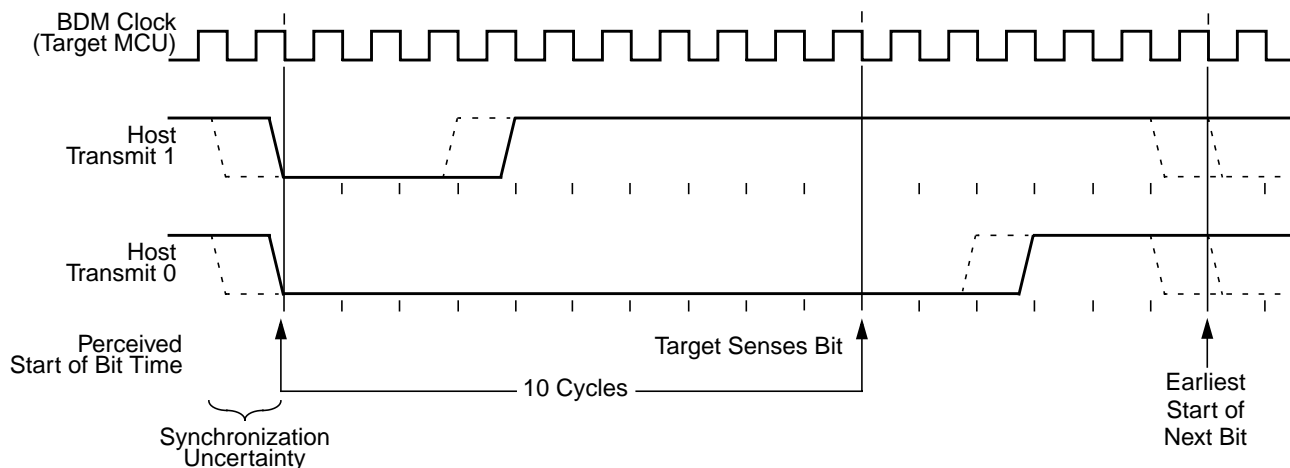 BDM Clock
(Target MCU)
Host
Transmit 1
Host
Transmit 0
Perceived
Start of Bit Time
Target Senses Bit
10 Cycles
Earliest
Start of
Next Bit
Synchronization
Uncertainty